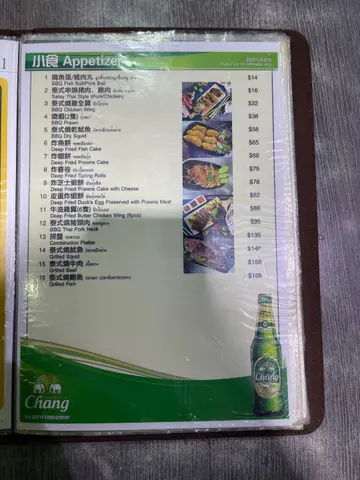 小食 Appetizer
1 燒魚蛋/豬肉丸
BBQ Fish Ball/Pork Ball
$14
2 泰式串燒豬肉、雞肉
Satay Thai Style (Pork/Chicken)
$16
3 泰式燒雞全翼
BBQ Chicken Wing
$22
4 燒蝦(2隻)
BBQ Prawn
$38
5 泰式燒乾魷魚
BBQ Dry Squid
$58
6 炸魚餅
Deep Fried Fish Cake
$65
7 炸蝦餅
Deep Fried Prawns Cake
$68
8 炸春卷
Deep Fried Spring Rolls
$75
9 炸芝士蝦餅
Deep Fried Prawns Cake with Cheese
$78
10 皮蛋炸蝦餅
Deep Fried Duck's Egg Preserved with Prawns Meat
$82
11 牛油雞翼(6隻)
Deep Fried Butter Chicken Wing (6pcs)
$88
12 泰式燒豬頸肉
BBQ Thai Pork Neck
$95
13 拼盤
Combination Platter
$135
14 泰式燒魷魚
Grilled Squid
15 泰式燒牛肉
Grilled Beef
$158
16 泰式燒鯇魚
Grilled Fish
$168
Chang
Chang